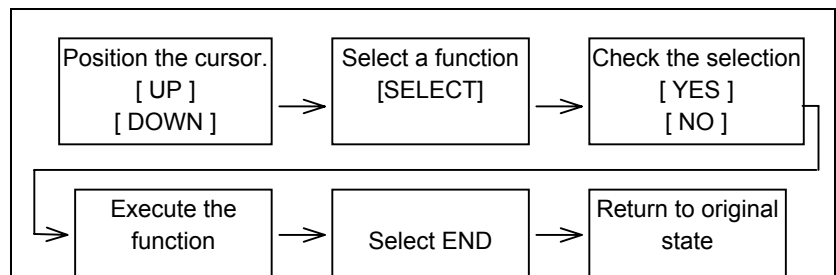 Position the cursor.
[ UP ]
[ DOWN ]
Select a function
[SELECT]
Check the selection
[ YES ]
[ NO ]
Execute the
function
Select END
Return to original
state